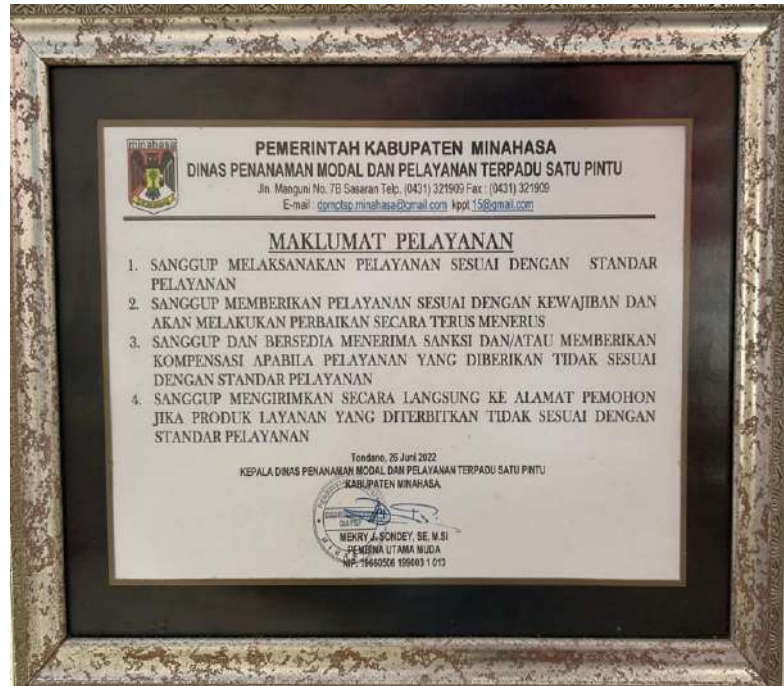 minahasa
PEMERINTAH KABUPATEN MINAHASA
DINAS PENANAMAN MODAL DAN PELAYANAN TERPADU SATU PINTU
Jln. Manguni No. 7B Sasaran Telp. (0431) 321909 Fax : (0431) 321909
E-mail : dpmptsp.minahasa@gmail.com kppt 15@gmail.com
MAKLUMAT PELAYANAN
1. SANGGUP MELAKSANAKAN PELAYANAN SESUAI DENGAN STANDAR
PELAYANAN
2. SANGGUP MEMBERIKAN PELAYANAN SESUAI DENGAN KEWAJIBAN DAN
AKAN MELAKUKAN PERBAIKAN SECARA TERUS MENERUS
3. SANGGUP DAN BERSEDIA MENERIMA SANKSI DAN/ATAU MEMBERIKAN
KOMPENSASI APABILA PELAYANAN YANG DIBERIKAN TIDAK SESUAI
DENGAN STANDAR PELAYANAN
4. SANGGUP MENGIRIMKAN SECARA LANGSUNG KE ALAMAT PEMOHON
JIKA PRODUK LAYANAN YANG DITERBITKAN TIDAK SESUAI DENGAN
STANDAR PELAYANAN
Tondano, 25 Juni 2022
KEPALA DINAS PENANAMAN MODAL DAN PELAYANAN TERPADU SATU PINTU
KABUPATEN MINAHASA,
MEKRY J. SONDEY, SE, M.Si
PEMBINA UTAMA MUDA
NIP. 19660506 199603 1 013